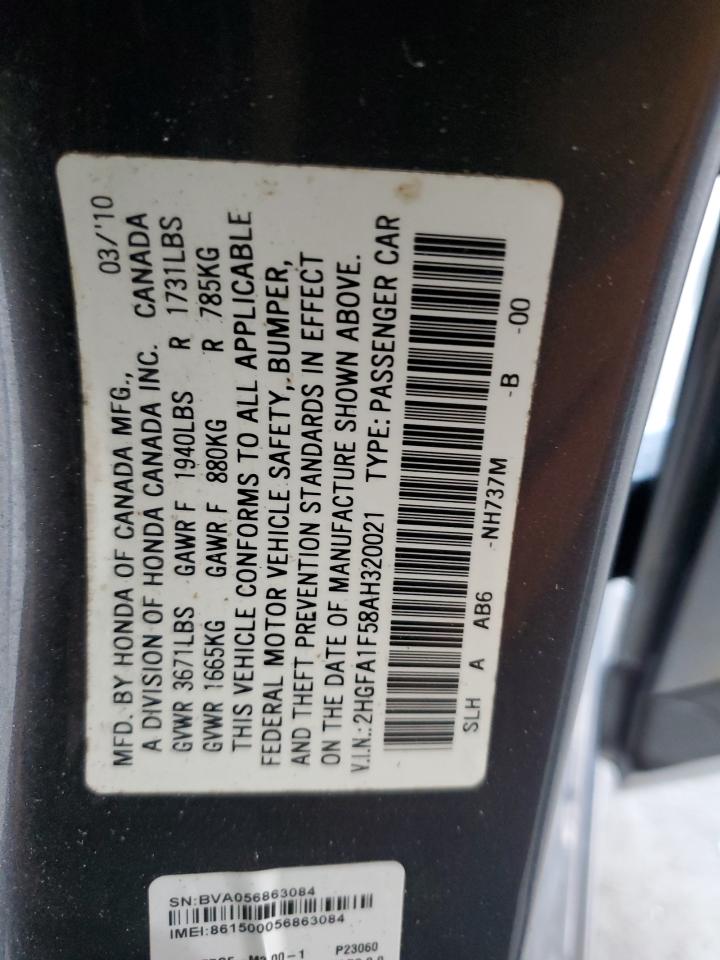 MFD. BY HONDA OF CANADA MFG., 03/'10
A DIVISION OF HONDA CANADA INC. CANADA
GVWR 3671LBS GAWR F 1940LBS R 1731LBS
GVWR 1665KG GAWR F 880KG R 785KG
THIS VEHICLE CONFORMS TO ALL APPLICABLE
FEDERAL MOTOR VEHICLE SAFETY, BUMPER,
AND THEFT PREVENTION STANDARDS IN EFFECT
ON THE DATE OF MANUFACTURE SHOWN ABOVE.
V.I.N.: 2HGFA1F58AH320021 TYPE: PASSENGER CAR
SLH A AB6 -NH737M -B -00
SN:BVA056863084
IMEI:861500056863084
P23060